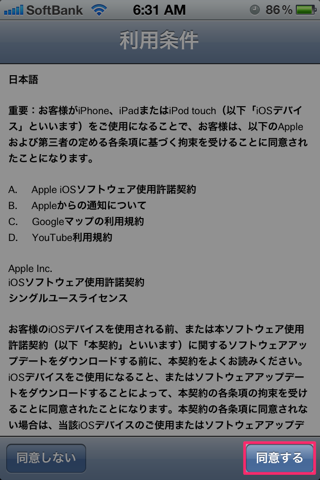 SoftBank 6:31 AM 86%
利用条件
日本語
重要：お客様がiPhone、iPadまたはiPod touch（以下「iOSデバイ
ス」といいます）をご使用になることで、お客様は、以下のApple
および第三者の定める各条項に基づく拘束を受けることに同意され
たことになります。
A. Apple iOSソフトウェア使用許諾契約
B. Appleからの通知について
C. Googleマップの利用規約
D. YouTube利用規約
Apple Inc.
iOSソフトウェア使用許諾契約
シングルユースライセンス
お客様のiOSデバイスを使用される前、または本ソフトウェア使用
許諾契約（以下「本契約」といいます）に関するソフトウェアアッ
プデートをダウンロードする前に、本契約をよくお読みください。
iOSデバイスをご使用になること、またはソフトウェアアップデー
トをダウンロードすることによって、本契約の各条項の拘束を受け
ることに同意されたことになります。本契約の各条項に同意されな
い場合は、当該iOSデバイスのご使用またはソフトウェアアップデ
同意しない 同意する